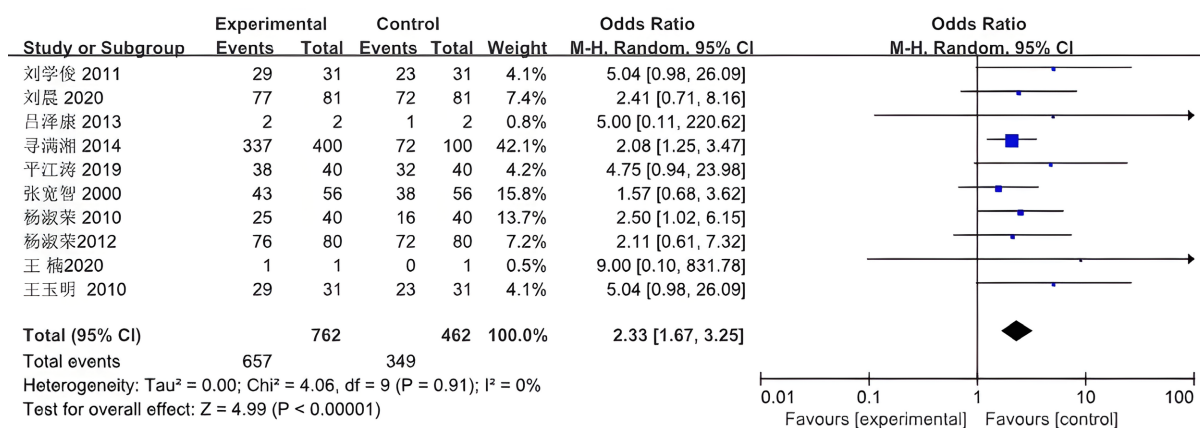 Experimental Control Odds Ratio Odds Ratio
Study or Subgroup Events Total Events Total Weight M-H. Random. 95% CI M-H. Random. 95% CI
刘学俊 2011 29 31 23 31 4.1% 5.04 [0.98, 26.09]
刘晨 2020 77 81 72 81 7.4% 2.41 [0.71, 8.16]
吕泽康 2013 2 2 1 2 0.8% 5.00 [0.11, 220.62]
寻满湘 2014 337 400 72 100 42.1% 2.08 [1.25, 3.47]
平江涛 2019 38 40 32 40 4.2% 4.75 [0.94, 23.98]
张宽智 2000 43 56 38 56 15.8% 1.57 [0.68, 3.62]
杨淑荣 2010 25 40 16 40 13.7% 2.50 [1.02, 6.15]
杨淑荣2012 76 80 72 80 7.2% 2.11 [0.61, 7.32]
王 楠2020 1 1 0 1 0.5% 9.00 [0.10, 831.78]
王玉明 2010 29 31 23 31 4.1% 5.04 [0.98, 26.09]
Total (95% CI) 762 462 100.0% 2.33 [1.67, 3.25]
Total events 657 349
Heterogeneity: Tau² = 0.00; Chi² = 4.06, df = 9 (P = 0.91); I² = 0%
Test for overall effect: Z = 4.99 (P < 0.00001)
0.01 0.1 1 10 100
Favours [experimental] Favours [control]